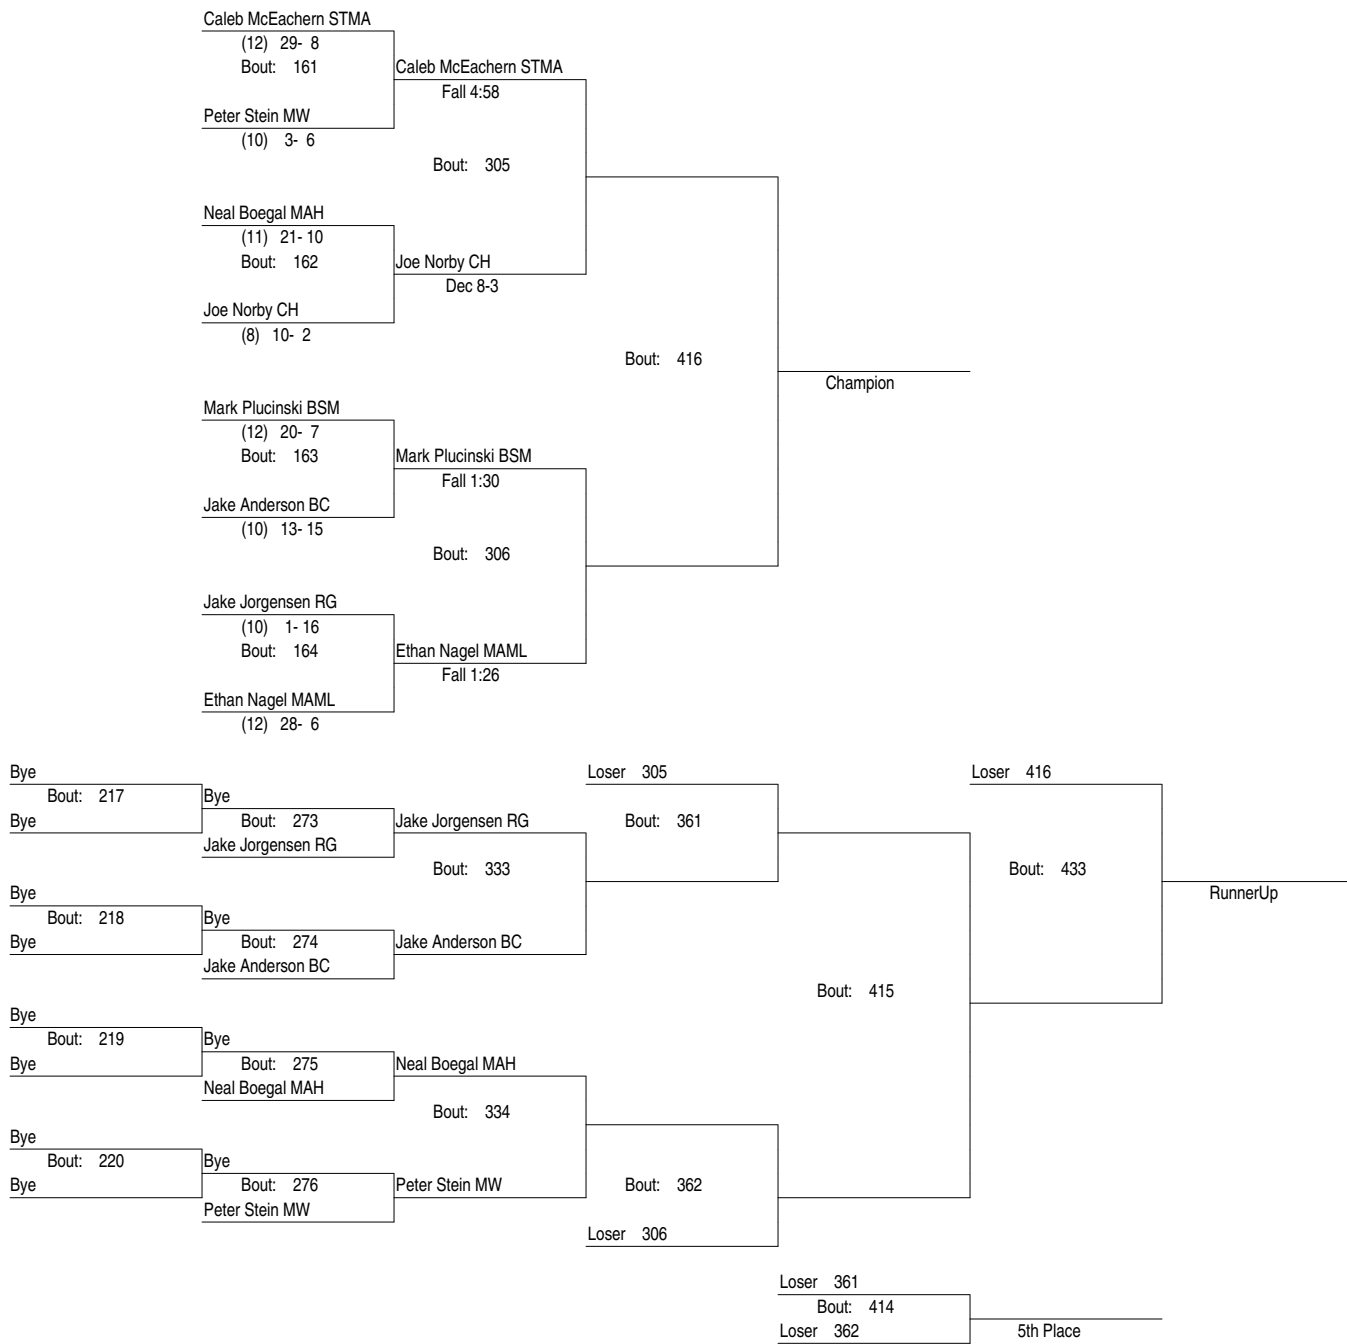 Caleb McEachern STMA
(12) 29- 8
Bout: 161
Caleb McEachern STMA
Fall 4:58
Peter Stein MW
(10) 3- 6
Bout: 305
Neal Boegal MAH
(11) 21- 10
Bout: 162
Joe Norby CH
Dec 8-3
Joe Norby CH
(8) 10- 2
Bout: 416
Champion
Mark Plucinski BSM
(12) 20- 7
Bout: 163
Mark Plucinski BSM
Fall 1:30
Jake Anderson BC
(10) 13- 15
Bout: 306
Jake Jorgensen RG
(10) 1- 16
Bout: 164
Ethan Nagel MAML
Fall 1:26
Ethan Nagel MAML
(12) 28- 6
Bye
Bout: 217
Bye
Bye
Bout: 273
Jake Jorgensen RG
Jake Jorgensen RG
Bout: 333
Loser 305
Bout: 361
Loser 416
Bout: 433
RunnerUp
Bye
Bout: 218
Bye
Bye
Bout: 274
Jake Anderson BC
Jake Anderson BC
Bout: 415
Bye
Bout: 219
Bye
Bye
Bout: 275
Neal Boegal MAH
Neal Boegal MAH
Bout: 334
Bye
Bout: 220
Bye
Bye
Bout: 276
Peter Stein MW
Peter Stein MW
Bout: 362
Loser 306
Loser 361
Bout: 414
Loser 362
5th Place